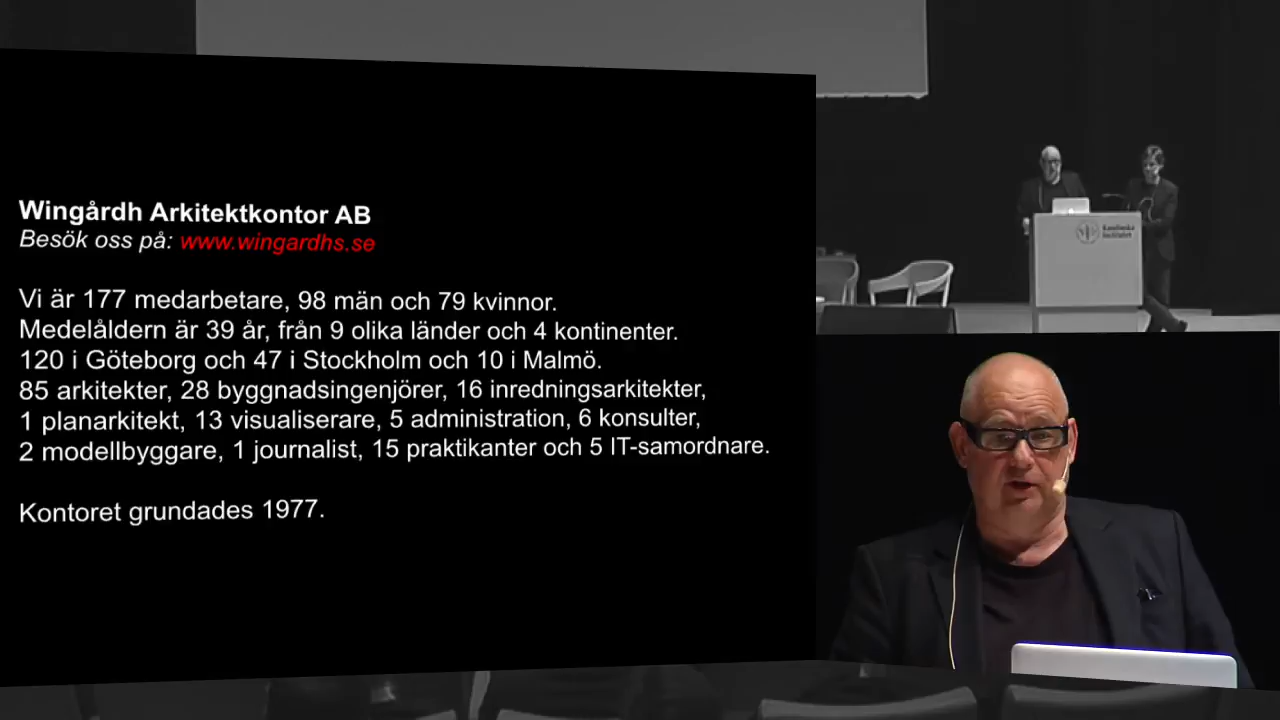 Wingårdh Arkitektkontor AB
Besök oss på: www.wingardhs.se
Vi är 177 medarbetare, 98 män och 79 kvinnor.
Medelåldern är 39 år, från 9 olika länder och 4 kontinenter.
120 i Göteborg och 47 i Stockholm och 10 i Malmö.
85 arkitekter, 28 byggnadsingenjörer, 16 inredningsarkitekter,
1 planarkitekt, 13 visualiserare, 5 administration, 6 konsulter,
2 modellbyggare, 1 journalist, 15 praktikanter och 5 IT-samordnare.
Kontoret grundades 1977.
Karolinska
Institutet